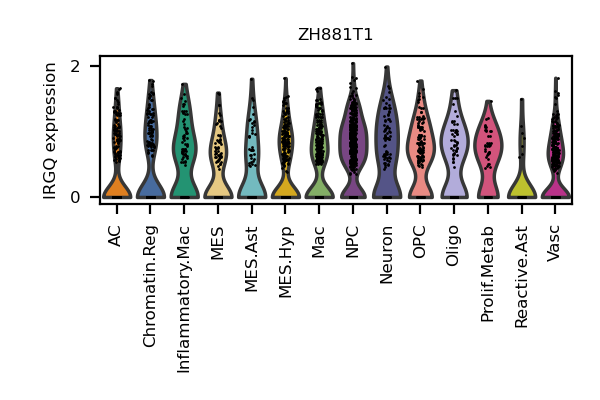 ZH881T1
IRGQ expression
2
0
AC
Chromatin.Reg
Inflammatory.Mac
MES
MES.Ast
MES.Hyp
Mac
NPC
Neuron
OPC
Oligo
Prolif.Metab
Reactive.Ast
Vasc